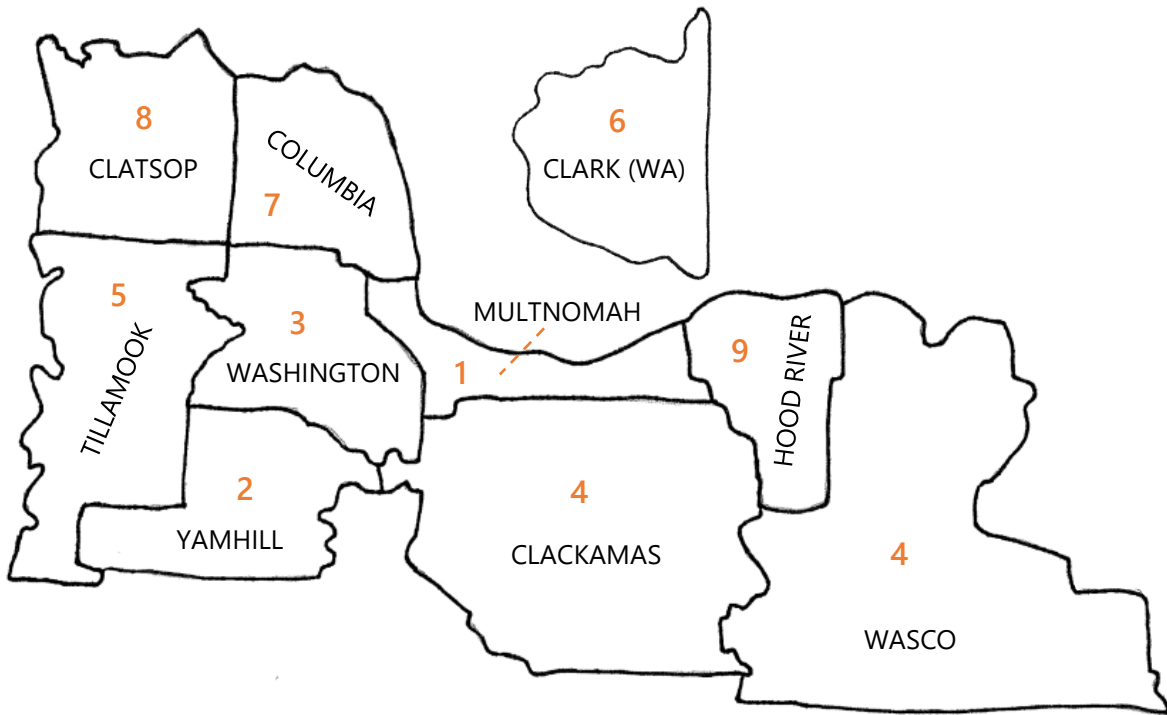 8
CLATSOP
COLUMBIA
7
6
CLARK (WA)
5
TILLAMOOK
3
WASHINGTON
MULTNOMAH
1
9
HOOD RIVER
2
YAMHILL
4
CLACKAMAS
4
WASCO